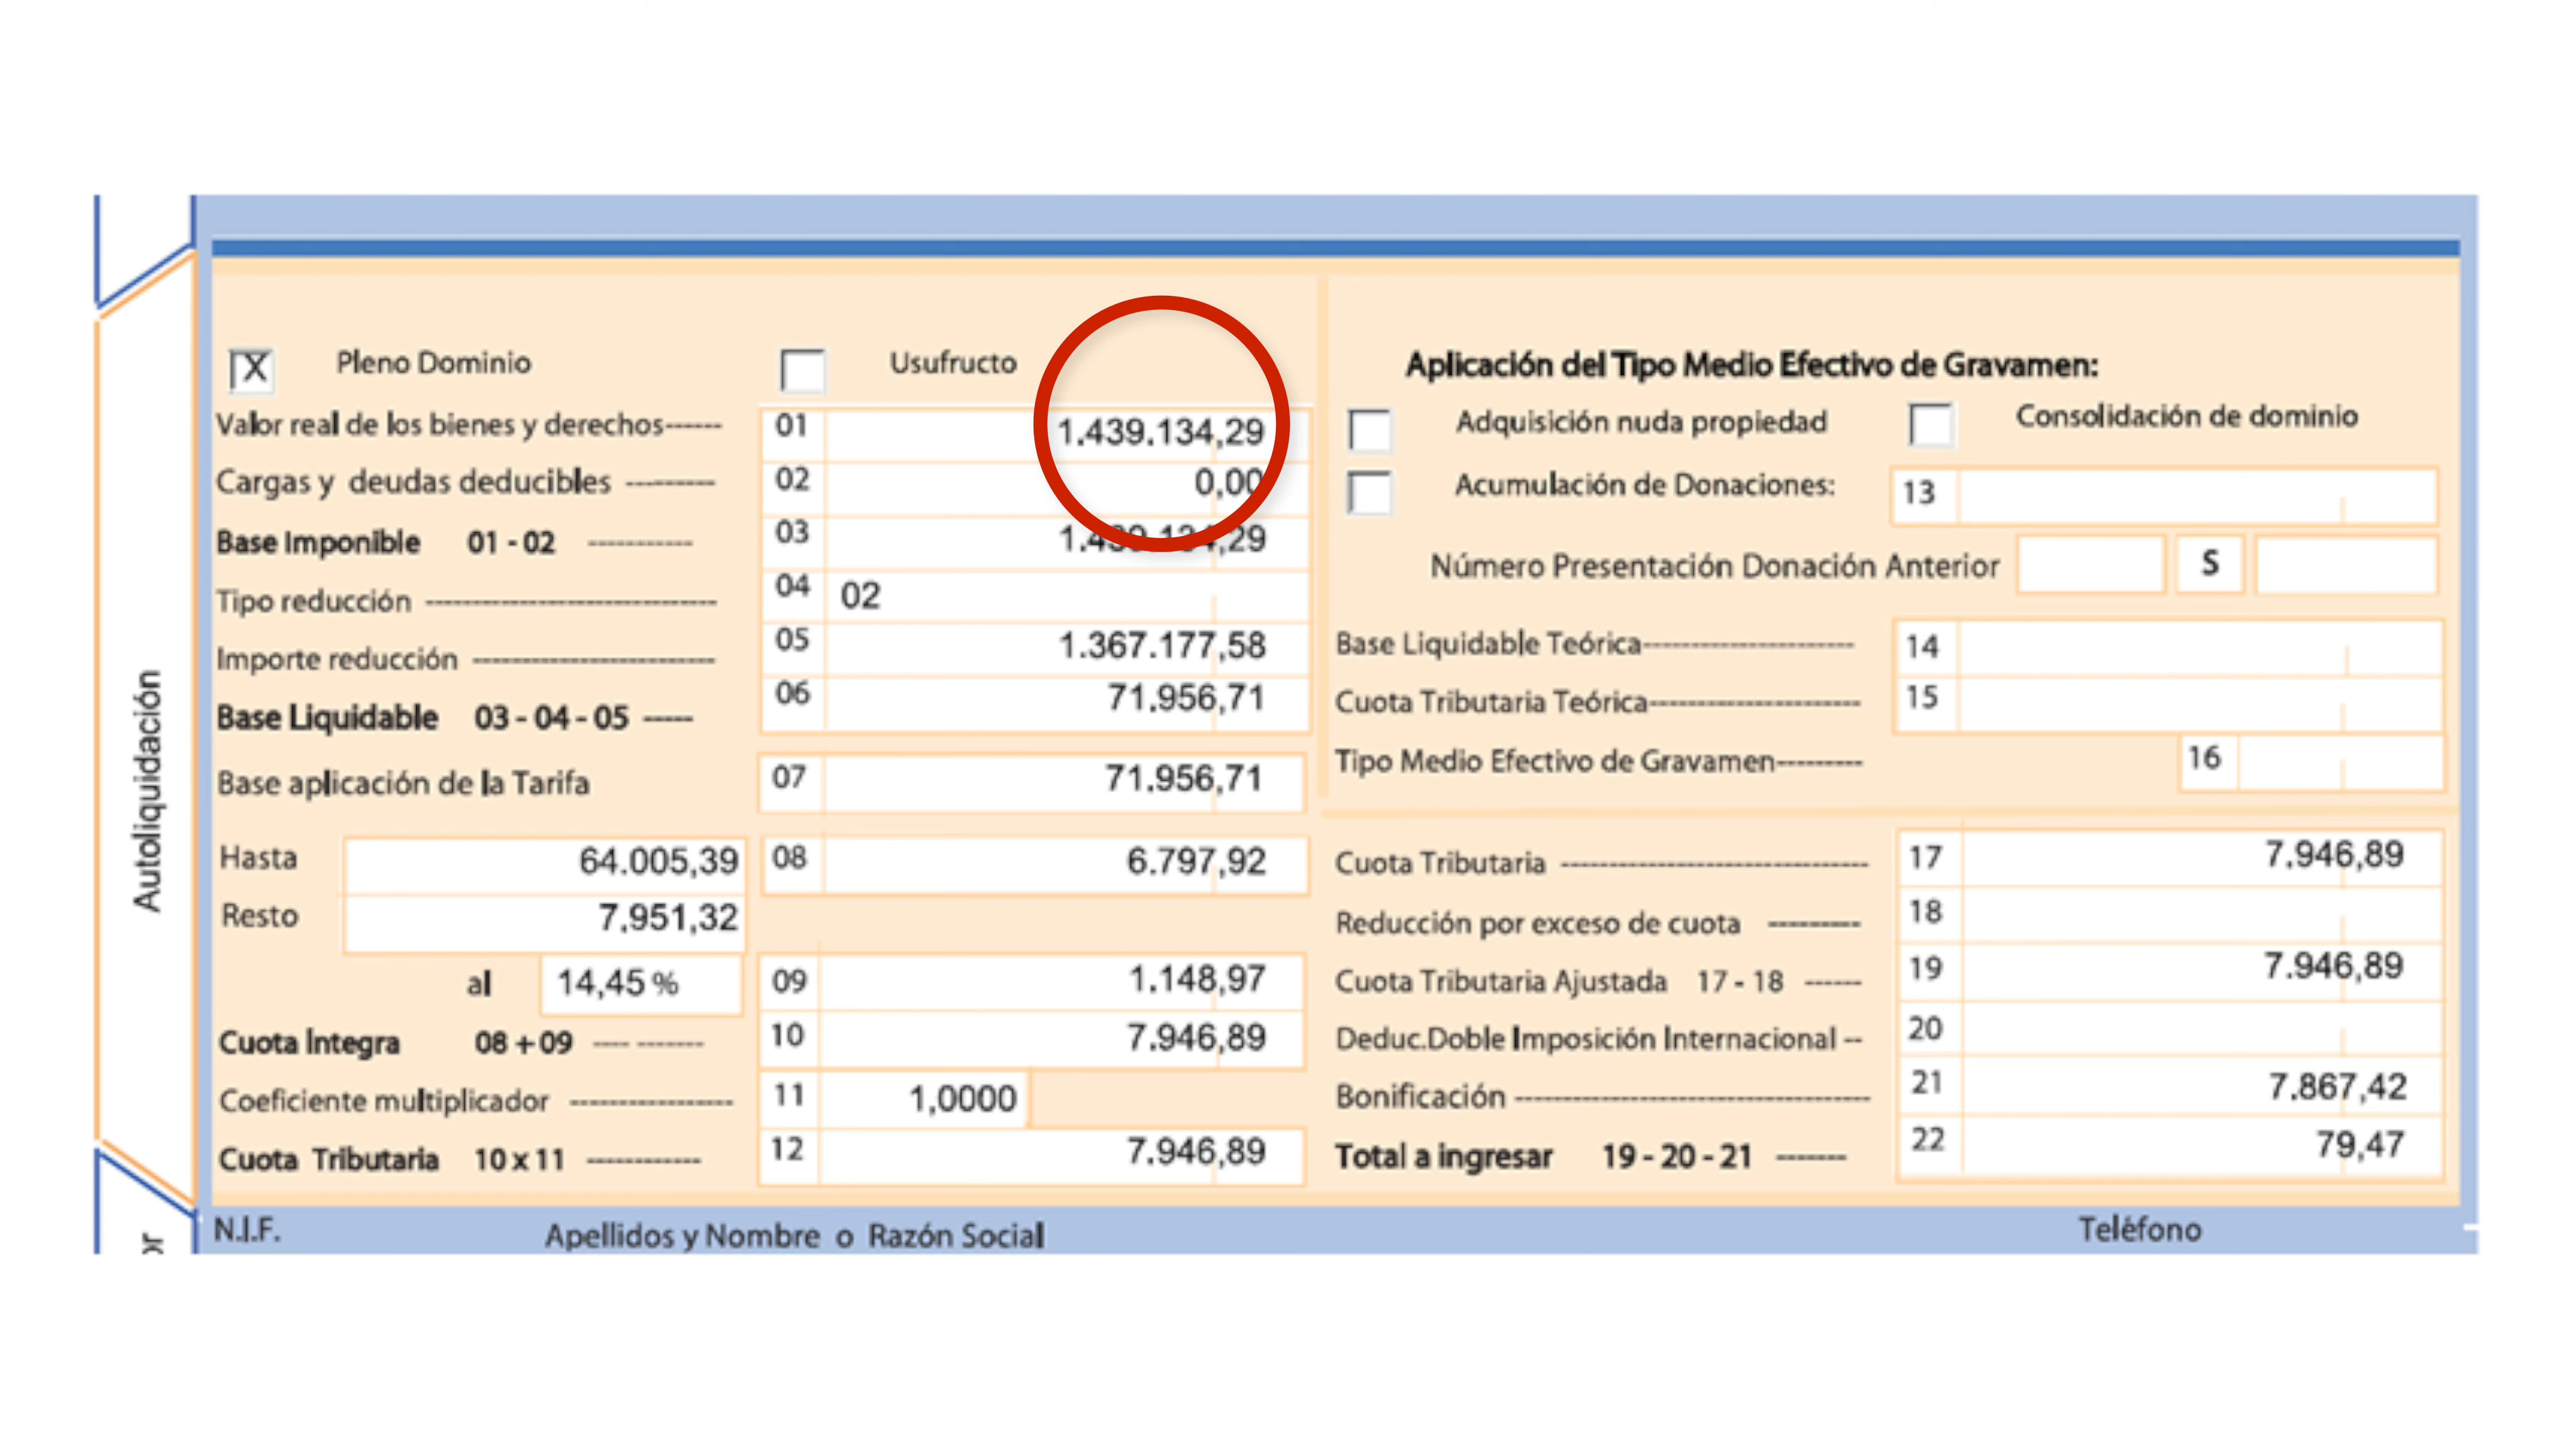 X Pleno Dominio Usufructo
Valor real de los bienes y derechos------ 01 1.439.134,29
Cargas y deudas deducibles --------- 02 0,00
Base Imponible 01 - 02 ----------- 03 1.439.134,29
Tipo reducción ------------------------------ 04 02
Importe reducción ------------------------- 05 1.367.177,58
Base Liquidable 03 - 04 - 05 ----- 06 71.956,71
Base aplicación de la Tarifa 07 71.956,71
Hasta 64.005,39 08 6.797,92
Resto 7.951,32
al 14,45 % 09 1.148,97
Cuota Integra 08 + 09 ---- ------- 10 7.946,89
Coeficiente multiplicador ----------------- 11 1,0000
Cuota Tributaria 10 x 11 ------------ 12 7.946,89
Aplicación del Tipo Medio Efectivo de Gravamen:
Adquisición nuda propiedad Consolidación de dominio
Acumulación de Donaciones: 13
Número Presentación Donación Anterior S
Base Liquidable Teórica---------------------- 14
Cuota Tributaria Teórica---------------------- 15
Tipo Medio Efectivo de Gravamen--------- 16
Cuota Tributaria -------------------------------- 17 7.946,89
Reducción por exceso de cuota --------- 18
Cuota Tributaria Ajustada 17 - 18 ------ 19 7.946,89
Deduc.Doble Imposición Internacional -- 20
Bonificación ------------------------------------- 21 7.867,42
Total a ingresar 19 - 20 - 21 ------- 22 79,47
Autoliquidación
N.I.F. Apellidos y Nombre o Razón Social Teléfono